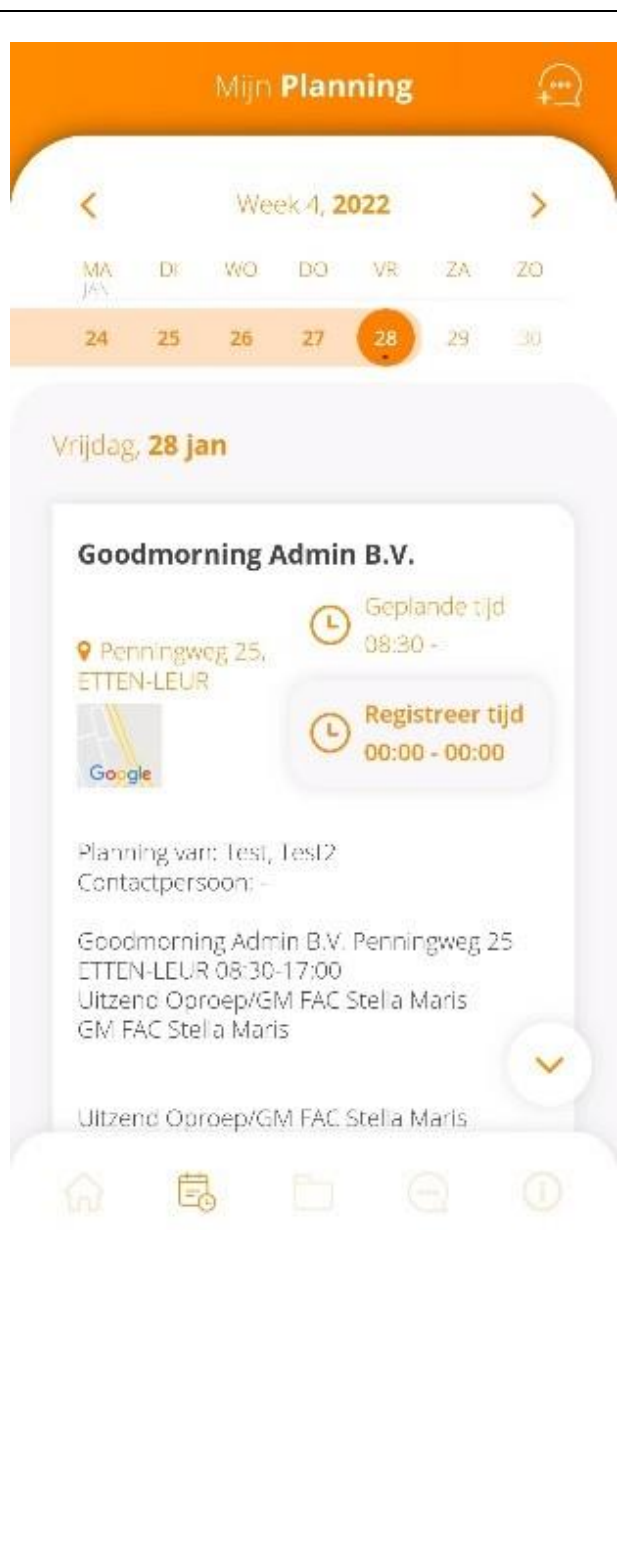 Mijn Planning
Week 4, 2022
MA DI WO DO VR ZA ZO
JAN
24 25 26 27 28 29 30
Vrijdag, 28 jan
Goodmorning Admin B.V.
Geplande tijd
08:30 -
Penningweg 25,
ETTEN-LEUR
Registreer tijd
00:00 - 00:00
Google
Planning van: Test, Test2
Contactpersoon: -
Goodmorning Admin B.V. Penningweg 25
ETTEN-LEUR 08:30-17:00
Uitzend Oproep/GM FAC Stella Maris
GM FAC Stella Maris
Uitzend Oproep/GM FAC Stella Maris